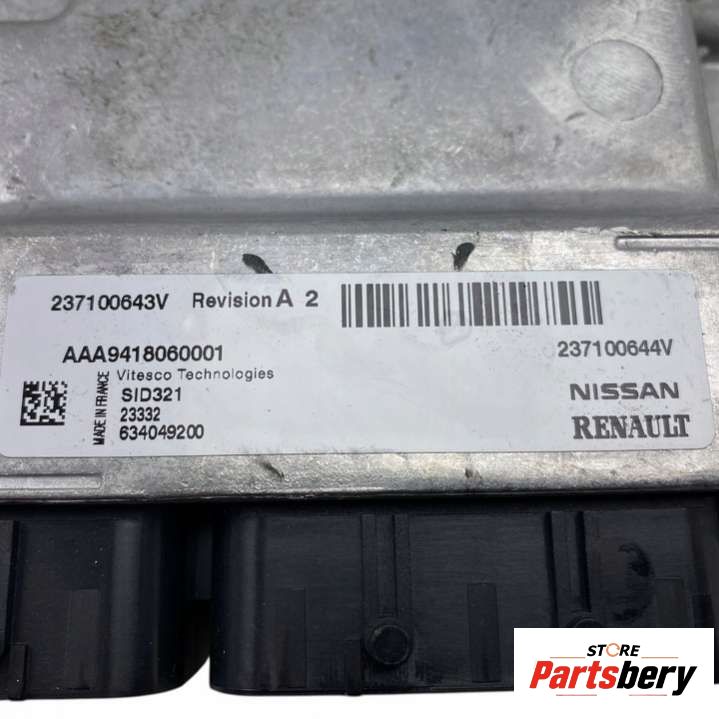 237100643V Revision A 2
AAA9418060001
237100644V
MADE IN FRANCE
Vitesco Technologies
SID321
NISSAN
23332
634049200
RENAULT
STORE
Partsbery